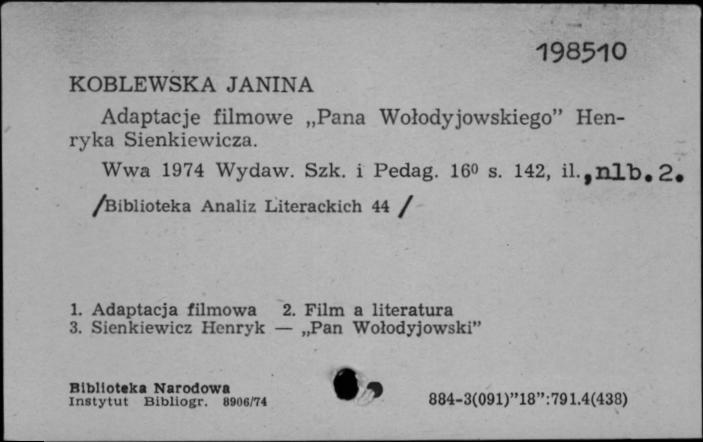 198510
KOBLEWSKA JANINA
Adaptacje filmowe „Pana Wołodyjowskiego” Hen-
ryka Sienkiewicza.
Wwa 1974 Wydaw. Szk. i Pedag. 16⁰ s. 142, il., nlb. 2.
/Biblioteka Analiz Literackich 44 /
1. Adaptacja filmowa 2. Film a literatura
3. Sienkiewicz Henryk — „Pan Wołodyjowski”
Biblioteka Narodowa
Instytut Bibliogr. 8906/74
884-3(091)”18”:791.4(438)